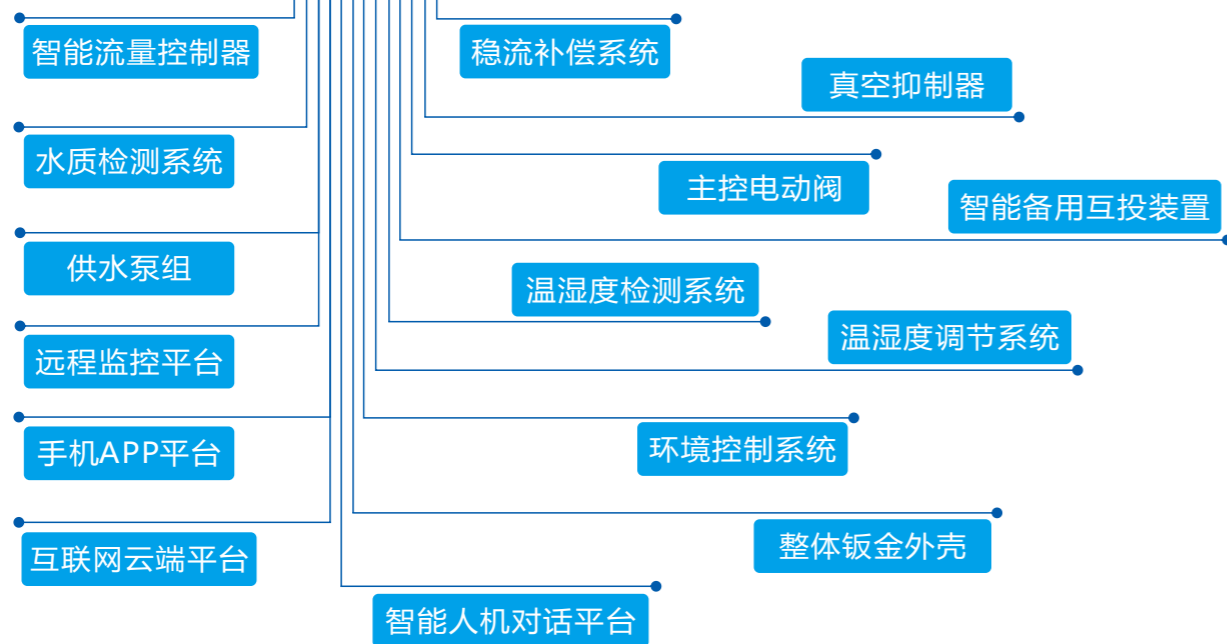 智能流量控制器
稳流补偿系统
真空抑制器
水质检测系统
主控电动阀
智能备用互投装置
供水泵组
温湿度检测系统
温湿度调节系统
远程监控平台
手机APP平台
环境控制系统
整体钣金外壳
互联网云端平台
智能人机对话平台